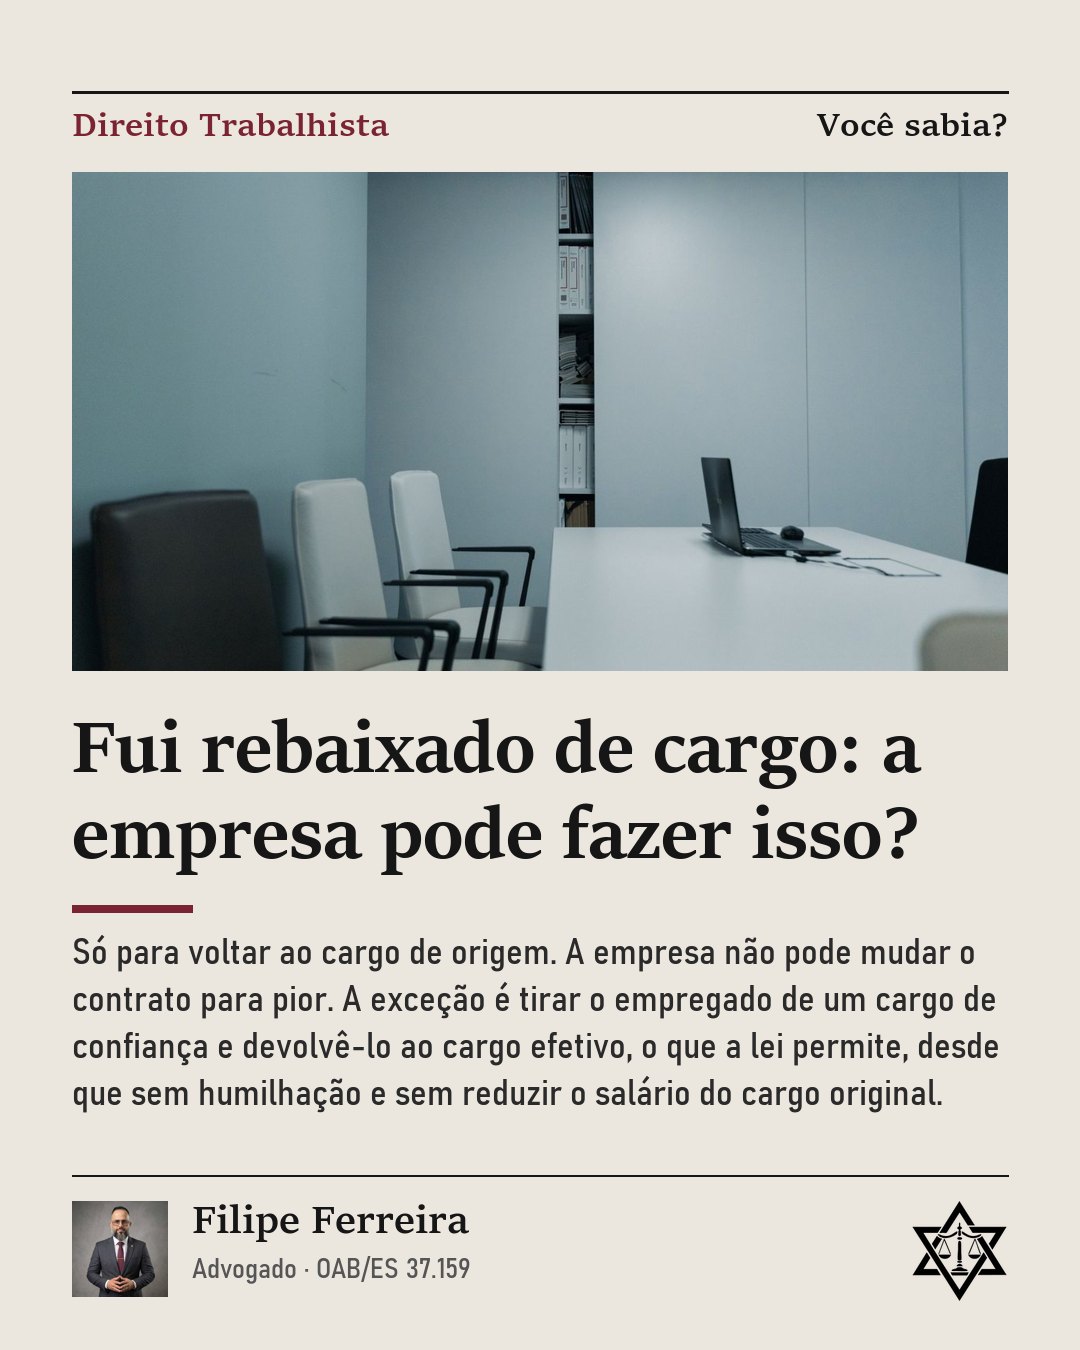 Direito Trabalhista
Você sabia?
Fui rebaixado de cargo: a
empresa pode fazer isso?
Só para voltar ao cargo de origem. A empresa não pode mudar o
contrato para pior. A exceção é tirar o empregado de um cargo de
confiança e devolvê-lo ao cargo efetivo, o que a lei permite, desde
que sem humilhação e sem reduzir o salário do cargo original.
Filipe Ferreira
Advogado · OAB/ES 37.159